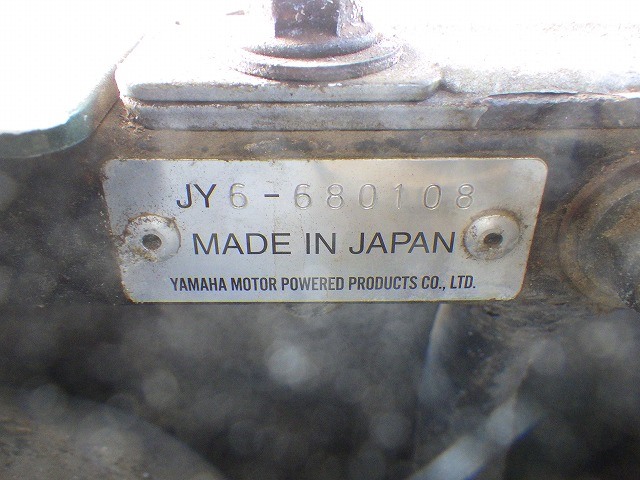 JY6-680108
MADE IN JAPAN
YAMAHA MOTOR POWERED PRODUCTS CO., LTD.